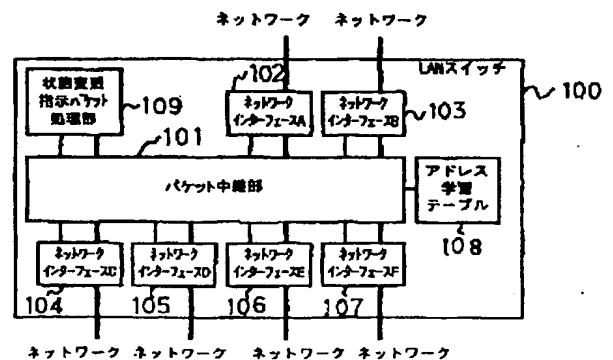 ネットワーク ネットワーク
LANスイッチ
100
状態変更
指示パケット
処理部
109
102
ネットワーク
インターフェースA
ネットワーク
インターフェースB
103
101
パケット中継部
アドレス
学習
テーブル
108
ネットワーク
インターフェースC
ネットワーク
インターフェースD
ネットワーク
インターフェースE
ネットワーク
インターフェースF
104
105
106
107
ネットワーク ネットワーク ネットワーク ネットワーク